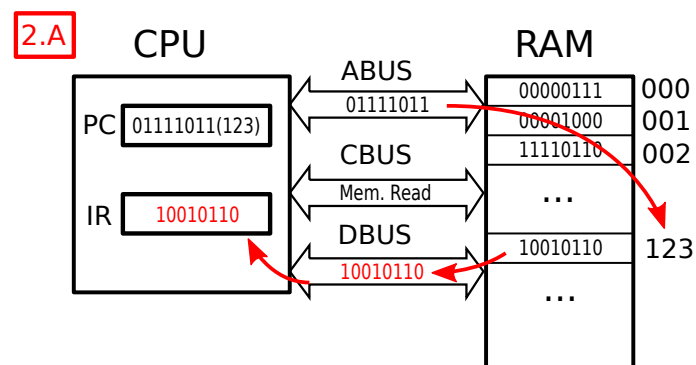 2.A
CPU
RAM
ABUS
00000111 000
PC 01111011(123)
01111011
00001000 001
CBUS
11110110 002
Mem. Read
...
IR 10010110
DBUS
10010110 123
10010110
...